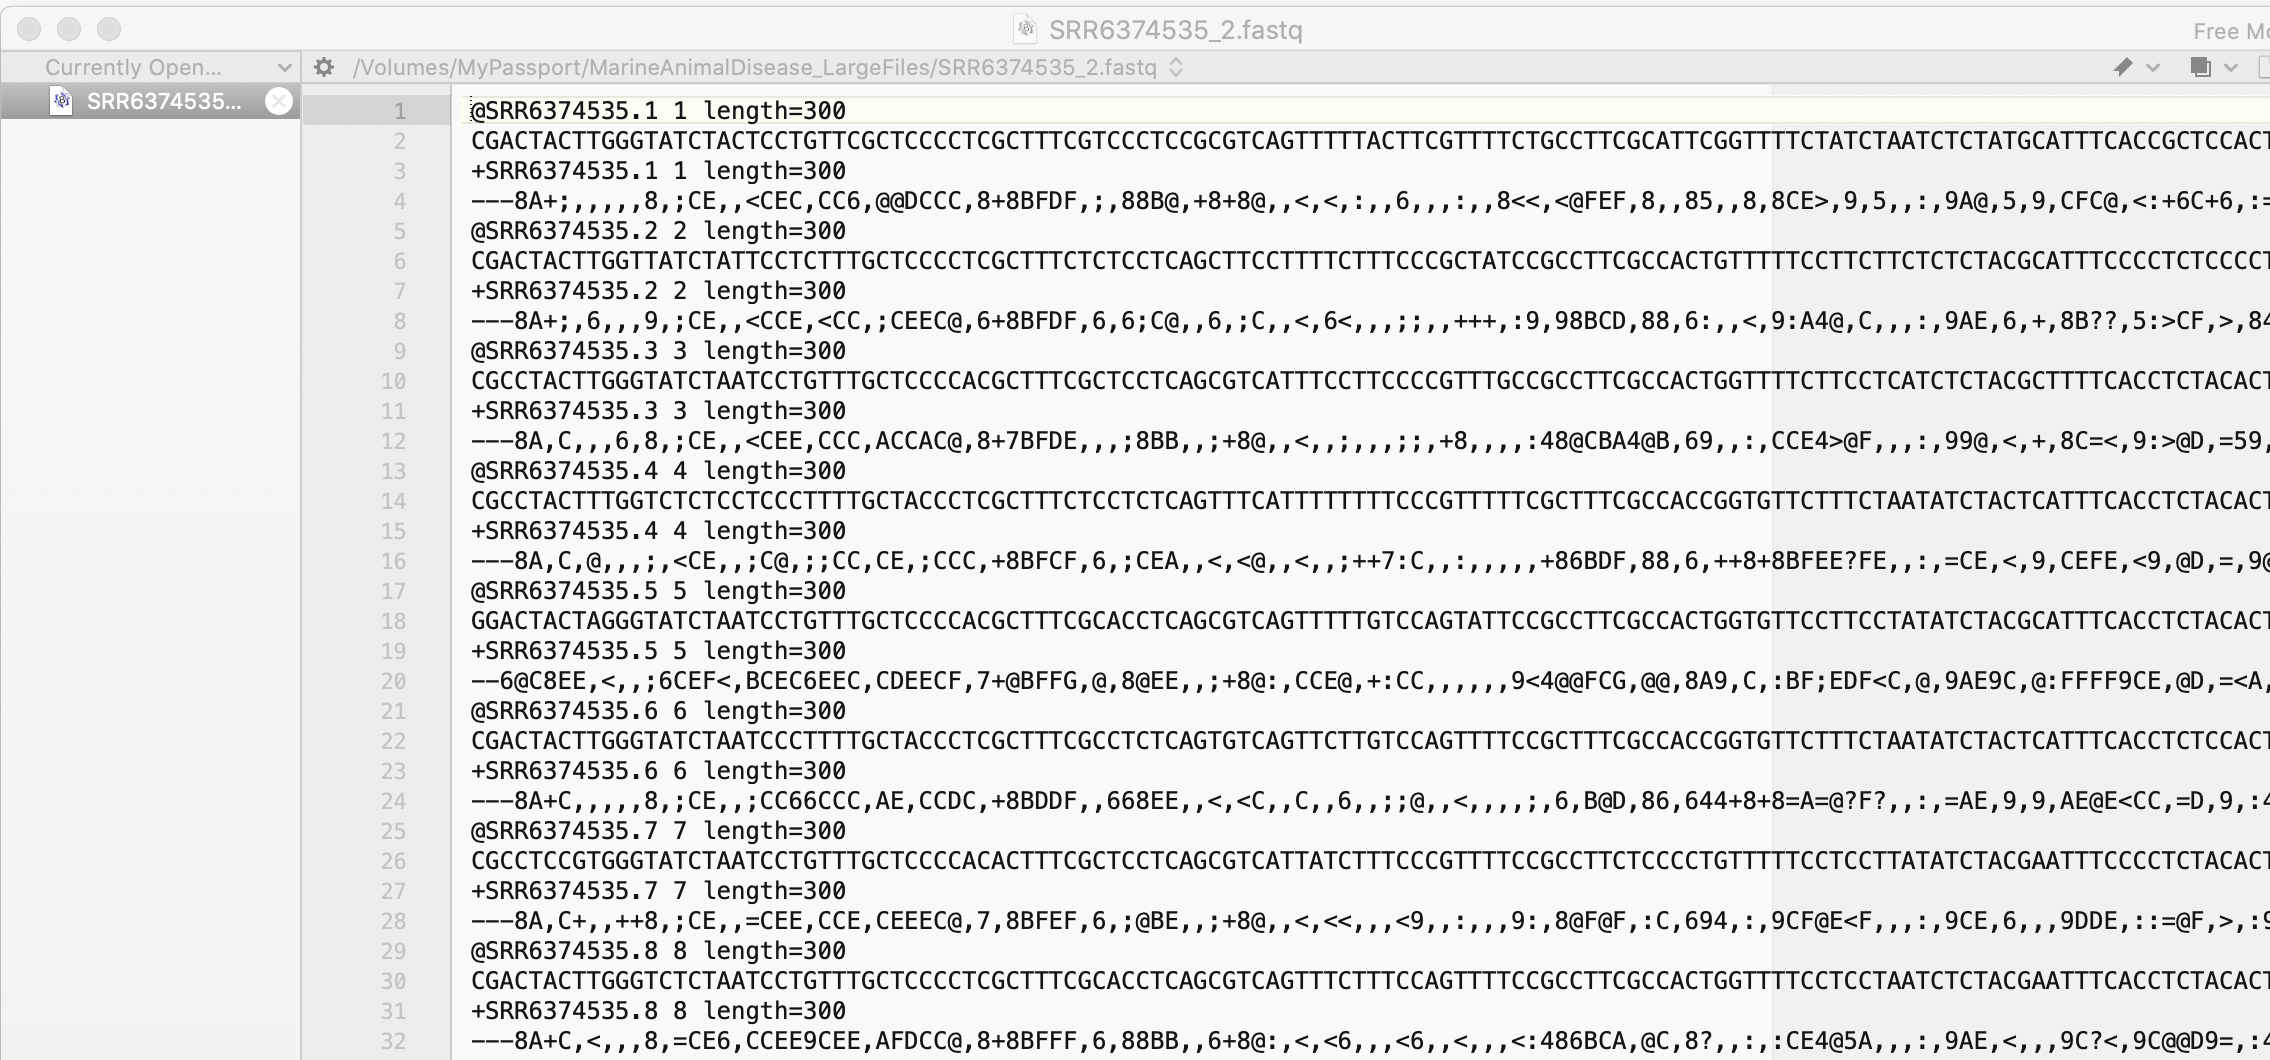 SRR6374535_2.fastq
Free Mo
Currently Open...
/Volumes/MyPassport/MarineAnimalDisease_LargeFiles/SRR6374535_2.fastq
SRR6374535...
1 @SRR6374535.1 1 length=300
2 CGACTACTTGGGTATCTACTCCTGTTCGCTCCCCTCGCTTTCGTCCCTCCGCGTCAGTTTTTACTTCGTTTTCTGCCTTCGCATTCGGTTTTCTATCTAATCTCTATGCATTTCACCGCTCCACT
3 +SRR6374535.1 1 length=300
4 ---8A+;,,,,,8,;CE,,<CEC,CC6,@@DCCC,8+8BFDF,;,88B@,+8+8@,,<,<,:,,6,,,:,,8<<,<@FEF,8,,85,,8,8CE>,9,5,,:,9A@,5,9,CFC@,<:+6C+6,:=
5 @SRR6374535.2 2 length=300
6 CGACTACTTGGTTATCTATTCCTCTTTGCTCCCCTCGCTTTCTCTCCTCAGCTTCCTTTTCTTTCCCGCTATCCGCCTTCGCCACTGTTTTTCCTTCTTCTCTCTACGCATTTCCCCTCTCCCCT
7 +SRR6374535.2 2 length=300
8 ---8A+;,6,,,9,;CE,,<CCE,<CC,;CEEC@,6+8BFDF,6,6;C@,,6,;C,,<,6<,,,;;,,+++,:9,98BCD,88,6:,,<,9:A4@,C,,,:,9AE,6,+,8B??,5:>CF,>,84
9 @SRR6374535.3 3 length=300
10 CGCCTACTTGGGTATCTAATCCTGTTTGCTCCCCACGCTTTCGCTCCTCAGCGTCATTTCCTTCCCCGTTTGCCGCCTTCGCCACTGGTTTTCTTCCTCATCTCTACGCTTTTCACCTCTACACT
11 +SRR6374535.3 3 length=300
12 ---8A,C,,,6,8,;CE,,<CEE,CCC,ACCAC@,8+7BFDE,,,;8BB,,;+8@,,<,,;,,,;;,+8,,,,:48@CBA4@B,69,,:,CCE4>@F,,,:,99@,<,+,8C=<,9:>@D,=59,
13 @SRR6374535.4 4 length=300
14 CGCCTACTTTGGTCTCTCCTCCCTTTTGCTACCCTCGCTTTCTCCTCTCAGTTTCATTTTTTTTCCCGTTTTTCGCTTTCGCCACCGGTGTTCTTTCTAATATCTACTCATTTCACCTCTACACT
15 +SRR6374535.4 4 length=300
16 ---8A,C,@,,,;,<CE,,;C@,;;CC,CE,;CCC,+8BFCF,6,;CEA,,<,<@,,<,,;++7:C,,:,,,,,+86BDF,88,6,++8+8BFEE?FE,,:,=CE,<,9,CEFE,<9,@D,=,9@
17 @SRR6374535.5 5 length=300
18 GGACTACTAGGGTATCTAATCCTGTTTGCTCCCCACGCTTTCGCACCTCAGCGTCAGTTTTTGTCCAGTATTCCGCCTTCGCCACTGGTGTTCCTTCCTATATCTACGCATTTCACCTCTACACT
19 +SRR6374535.5 5 length=300
20 --6@C8EE,<,,;6CEF<,BCEC6EEC,CDEECF,7+@BFFG,@,8@EE,,;+8@:,CCE@,+:CC,,,,,,9<4@@FCG,@@,8A9,C,:BF;EDF<C,@,9AE9C,@:FFFF9CE,@D,=<A,
21 @SRR6374535.6 6 length=300
22 CGACTACTTGGGTATCTAATCCCTTTTGCTACCCTCGCTTTCGCCTCTCAGTGTCAGTTCTTGTCCAGTTTTCCGCTTTCGCCACCGGTGTTCTTTCTAATATCTACTCATTTCACCTCTCCACT
23 +SRR6374535.6 6 length=300
24 ---8A+C,,,,,8,;CE,,;CC66CCC,AE,CCDC,+8BDDF,,668EE,,<,<C,,C,,6,,;;@,,<,,,,;,6,B@D,86,644+8+8=A=@?F?,,:,=AE,9,9,AE@E<CC,=D,9,:4
25 @SRR6374535.7 7 length=300
26 CGCCTCCGTGGGTATCTAATCCTGTTTGCTCCCCACACTTTCGCTCCTCAGCGTCATTATCTTTCCCGTTTTCCGCCTTCTCCCCTGTTTTTCCTCCTTATATCTACGAATTTCCCCTCTACACT
27 +SRR6374535.7 7 length=300
28 ---8A,C+,,++8,;CE,,=CEE,CCE,CEEEC@,7,8BFEF,6,;@BE,,;+8@,,<,<<,,,<9,,:,,,9:,8@F@F,:C,694,:,9CF@E<F,,,:,9CE,6,,,9DDE,::=@F,>,:9
29 @SRR6374535.8 8 length=300
30 CGACTACTTGGGTCTCTAATCCTGTTTGCTCCCCTCGCTTTCGCACCTCAGCGTCAGTTTCTTTCCAGTTTTCCGCCTTCGCCACTGGTTTTCCTCCTAATCTCTACGAATTTCACCTCTACACT
31 +SRR6374535.8 8 length=300
32 ---8A+C,<,,,8,=CE6,CCEE9CEE,AFDCC@,8+8BFFF,6,88BB,,6+8@:,<,<6,,,<6,,<,,,<:486BCA,@C,8?,,:,:CE4@5A,,,:,9AE,<,,,9C?<,9C@@D9=,:4